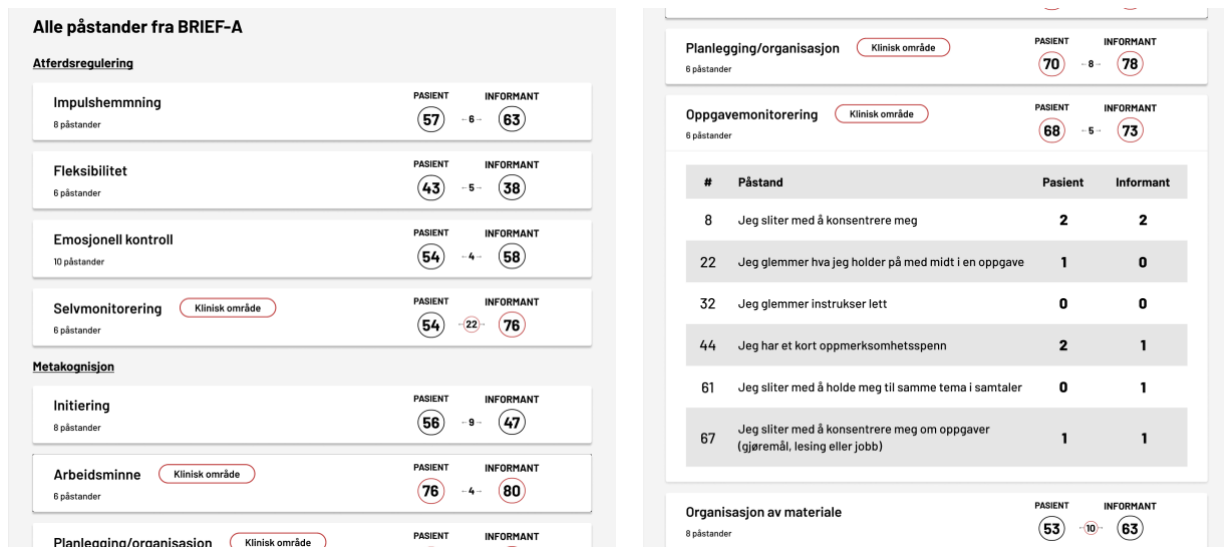 Alle påstander fra BRIEF-A
Atferdsregulering
Impulshemmning
8 påstander
PASIENT INFORMANT
57 6 63
Fleksibilitet
6 påstander
PASIENT INFORMANT
43 5 38
Emosjonell kontroll
10 påstander
PASIENT INFORMANT
54 4 58
Selvmonitorering Klinisk område
6 påstander
PASIENT INFORMANT
54 22 76
Metakognisjon
Initiering
8 påstander
PASIENT INFORMANT
56 9 47
Arbeidsminne Klinisk område
6 påstander
PASIENT INFORMANT
76 4 80
Planlegging/organisasjon Klinisk område
PASIENT INFORMANT
Planlegging/organisasjon Klinisk område
6 påstander
PASIENT INFORMANT
70 8 78
Oppgavemonitorering Klinisk område
6 påstander
PASIENT INFORMANT
68 5 73
# Påstand Pasient Informant
8 Jeg sliter med å konsentrere meg 2 2
22 Jeg glemmer hva jeg holder på med midt i en oppgave 1 0
32 Jeg glemmer instrukser lett 0 0
44 Jeg har et kort oppmerksomhetsspenn 2 1
61 Jeg sliter med å holde meg til samme tema i samtaler 0 1
67 Jeg sliter med å konsentrere meg om oppgaver
(gjøremål, lesing eller jobb) 1 1
Organisasjon av materiale
8 påstander
PASIENT INFORMANT
53 10 63